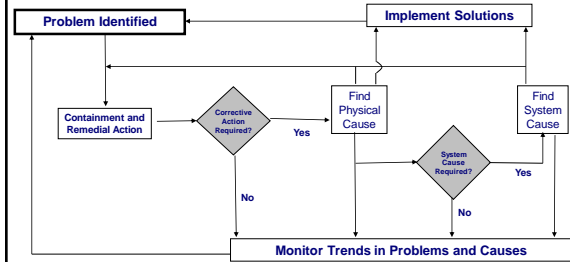 Problem Identified
Implement Solutions
Containment and
Remedial Action
Corrective
Action
Required?
Yes
Find
Physical
Cause
System
Cause
Required?
Yes
Find
System
Cause
No
No
Monitor Trends in Problems and Causes